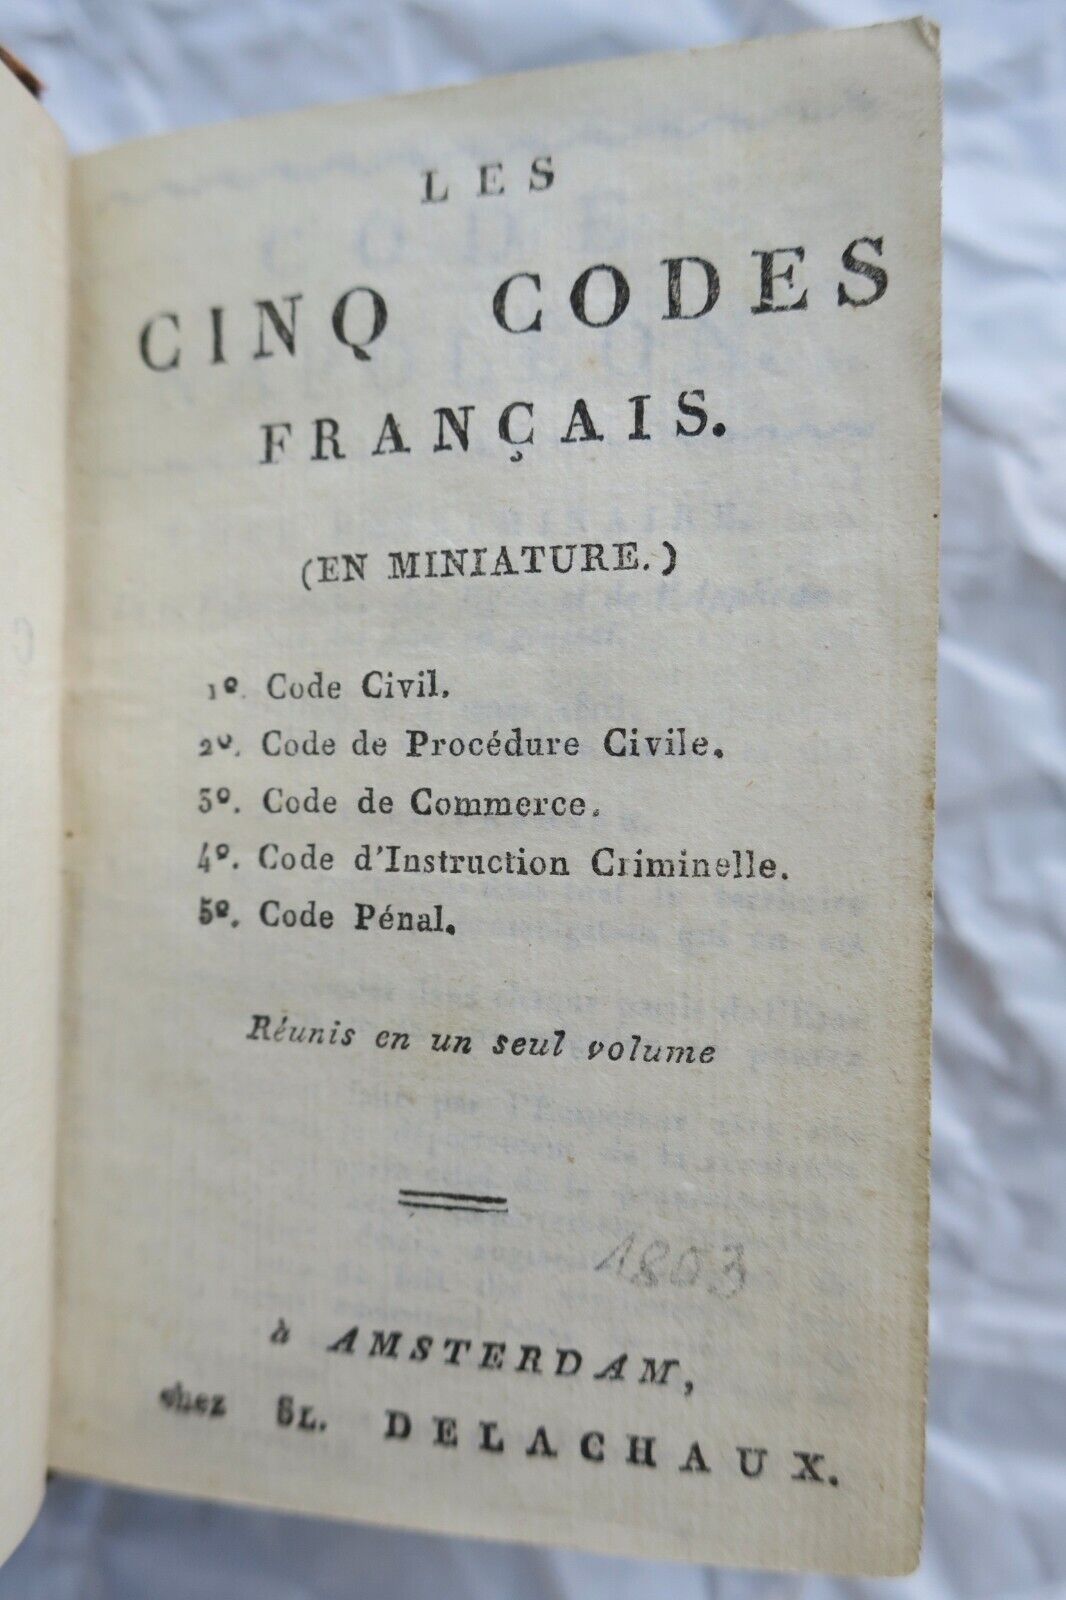 LES
CINQ CODES
FRANÇAIS.
(EN MINIATURE.)
1º. Code Civil.
2º. Code de Procédure Civile.
3º. Code de Commerce.
4º. Code d'Instruction Criminelle.
5º. Code Pénal.
Réunis en un seul volume
1803
à AMSTERDAM,
chez SL. DELACHAUX.